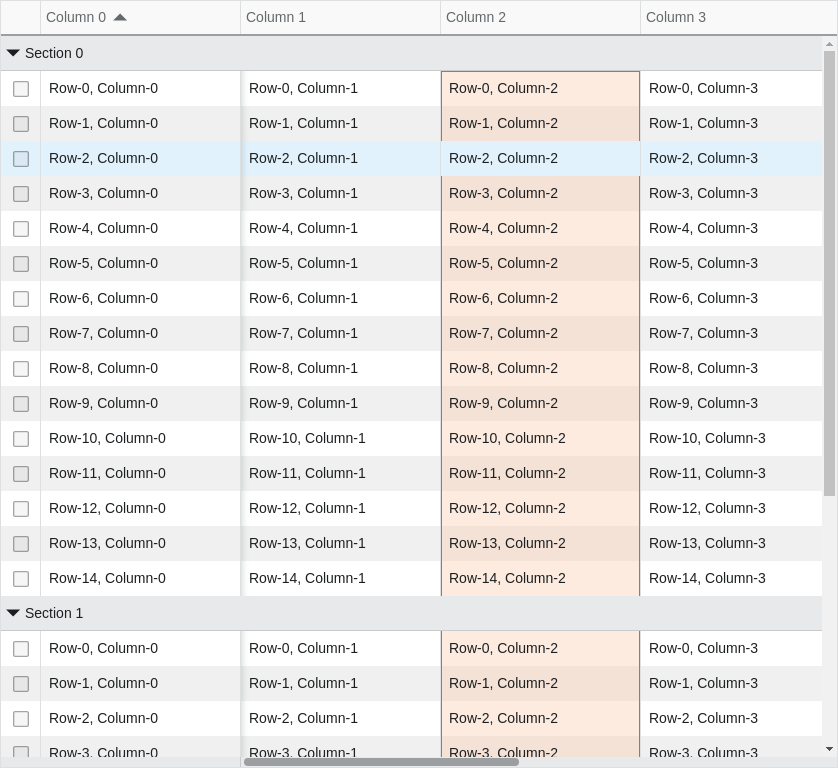 Column 0 Column 1 Column 2 Column 3
Section 0
Row-0, Column-0 Row-0, Column-1 Row-0, Column-2 Row-0, Column-3
Row-1, Column-0 Row-1, Column-1 Row-1, Column-2 Row-1, Column-3
Row-2, Column-0 Row-2, Column-1 Row-2, Column-2 Row-2, Column-3
Row-3, Column-0 Row-3, Column-1 Row-3, Column-2 Row-3, Column-3
Row-4, Column-0 Row-4, Column-1 Row-4, Column-2 Row-4, Column-3
Row-5, Column-0 Row-5, Column-1 Row-5, Column-2 Row-5, Column-3
Row-6, Column-0 Row-6, Column-1 Row-6, Column-2 Row-6, Column-3
Row-7, Column-0 Row-7, Column-1 Row-7, Column-2 Row-7, Column-3
Row-8, Column-0 Row-8, Column-1 Row-8, Column-2 Row-8, Column-3
Row-9, Column-0 Row-9, Column-1 Row-9, Column-2 Row-9, Column-3
Row-10, Column-0 Row-10, Column-1 Row-10, Column-2 Row-10, Column-3
Row-11, Column-0 Row-11, Column-1 Row-11, Column-2 Row-11, Column-3
Row-12, Column-0 Row-12, Column-1 Row-12, Column-2 Row-12, Column-3
Row-13, Column-0 Row-13, Column-1 Row-13, Column-2 Row-13, Column-3
Row-14, Column-0 Row-14, Column-1 Row-14, Column-2 Row-14, Column-3
Section 1
Row-0, Column-0 Row-0, Column-1 Row-0, Column-2 Row-0, Column-3
Row-1, Column-0 Row-1, Column-1 Row-1, Column-2 Row-1, Column-3
Row-2, Column-0 Row-2, Column-1 Row-2, Column-2 Row-2, Column-3
Row-3, Column-0 Row-3, Column-1 Row-3, Column-2 Row-3, Column-3